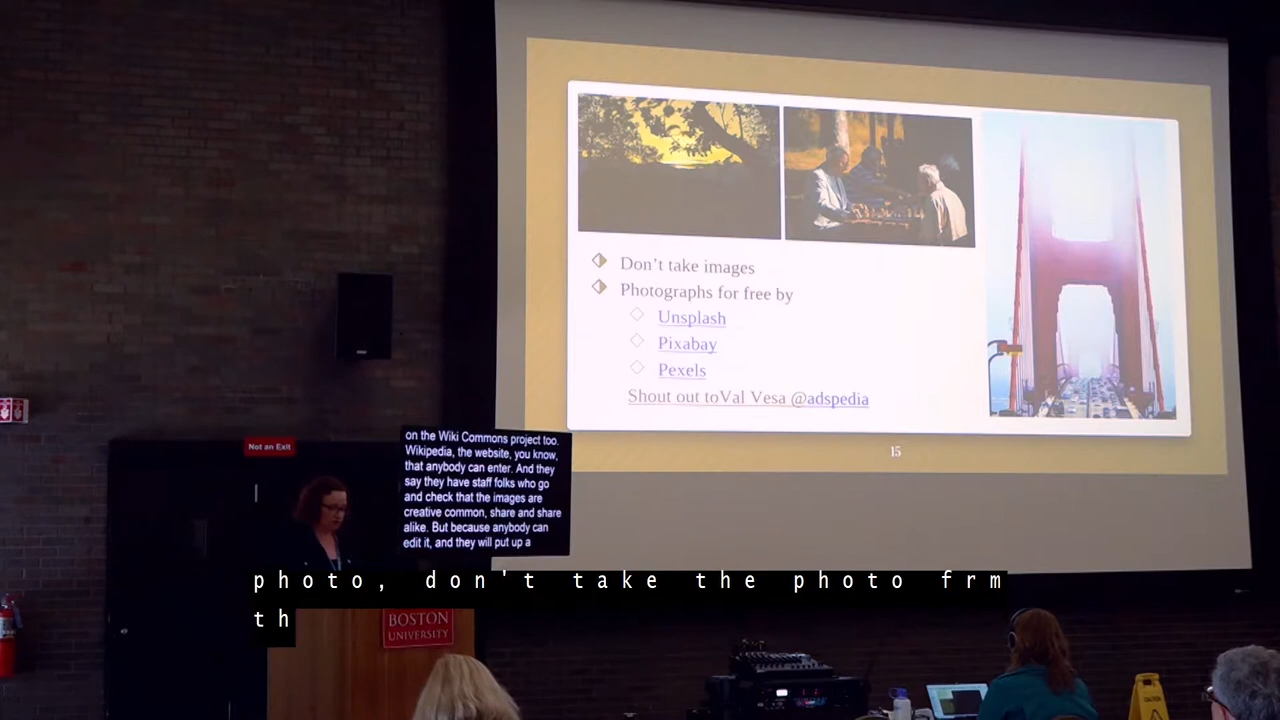 Don't take images
Photographs for free by
Unsplash
Pixabay
Pexels
Shout out toVal Vesa @adspedia
15
Not an Exit
on the Wiki Commons project too.
Wikipedia, the website, you know,
that anybody can enter. And they
say they have staff folks who go
and check that the images are
creative common, share and share
alike. But because anybody can
edit it, and they will put up a
photo, don't take the photo frm
th
BOSTON
UNIVERSITY
CAUTION